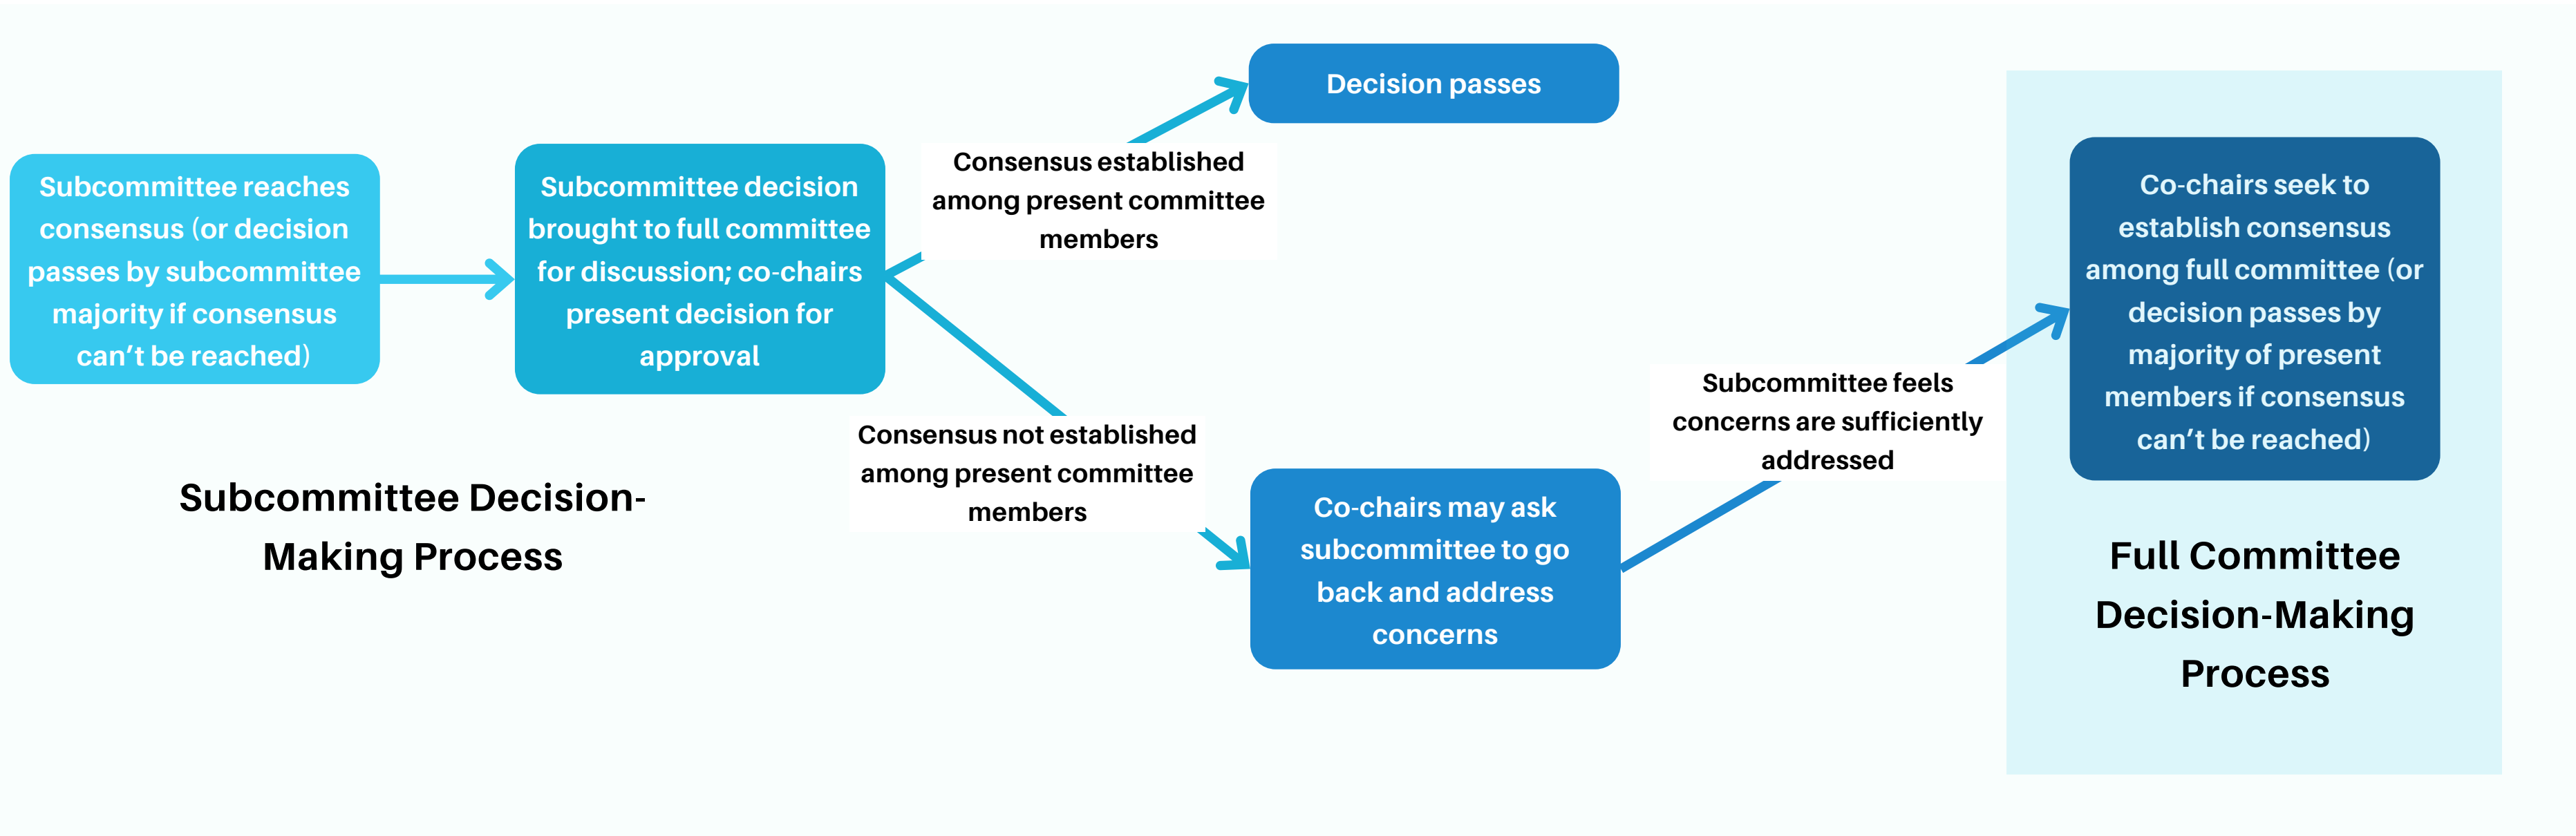 Subcommittee reaches
consensus (or decision
passes by subcommittee
majority if consensus
can’t be reached)
Subcommittee decision
brought to full committee
for discussion; co-chairs
present decision for
approval
Consensus established
among present committee
members
Decision passes
Consensus not established
among present committee
members
Co-chairs may ask
subcommittee to go
back and address
concerns
Subcommittee feels
concerns are sufficiently
addressed
Co-chairs seek to
establish consensus
among full committee (or
decision passes by
majority of present
members if consensus
can’t be reached)
Subcommittee Decision-
Making Process
Full Committee
Decision-Making
Process